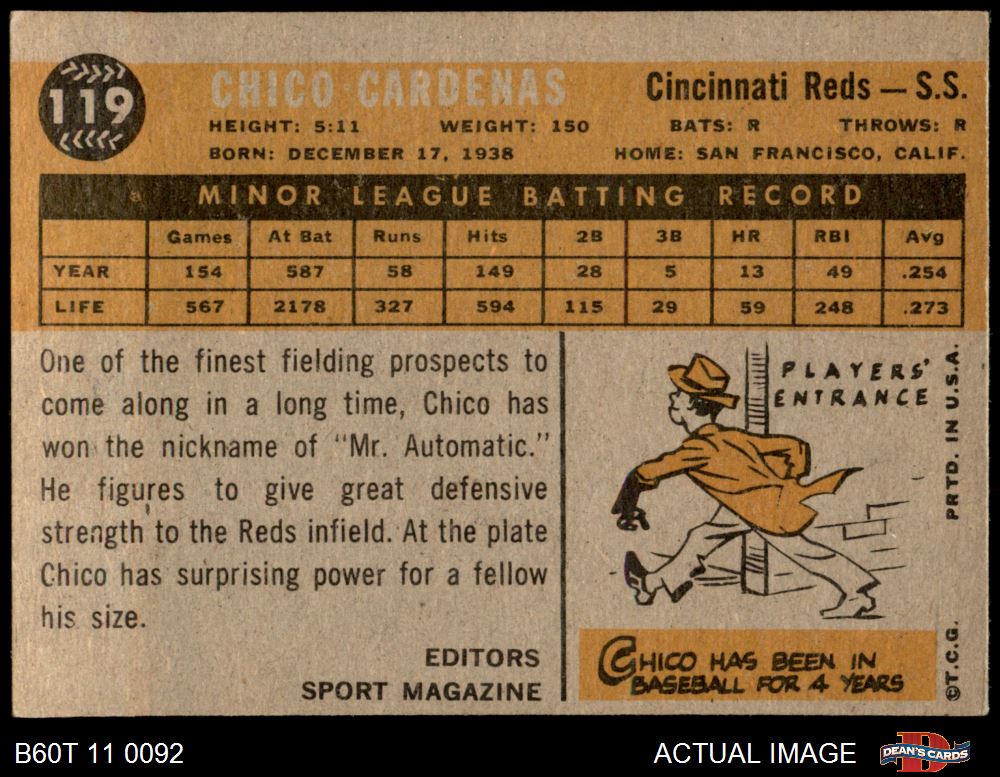 119
CHICO CARDENAS
Cincinnati Reds — S.S.
HEIGHT: 5:11 WEIGHT: 150 BATS: R THROWS: R
BORN: DECEMBER 17, 1938 HOME: SAN FRANCISCO, CALIF.
MINOR LEAGUE BATTING RECORD
Games At Bat Runs Hits 2B 3B HR RBI Avg
YEAR 154 587 58 149 28 5 13 49 .254
LIFE 567 2178 327 594 115 29 59 248 .273
One of the finest fielding prospects to
come along in a long time, Chico has
won the nickname of "Mr. Automatic."
He figures to give great defensive
strength to the Reds infield. At the plate
Chico has surprising power for a fellow
his size.
EDITORS
SPORT MAGAZINE
PLAYERS'
ENTRANCE
CHICO HAS BEEN IN
BASEBALL FOR 4 YEARS
PRTD. IN U.S.A.
©T.C.G.
B60T 11 0092
ACTUAL IMAGE
DEAN'S CARDS